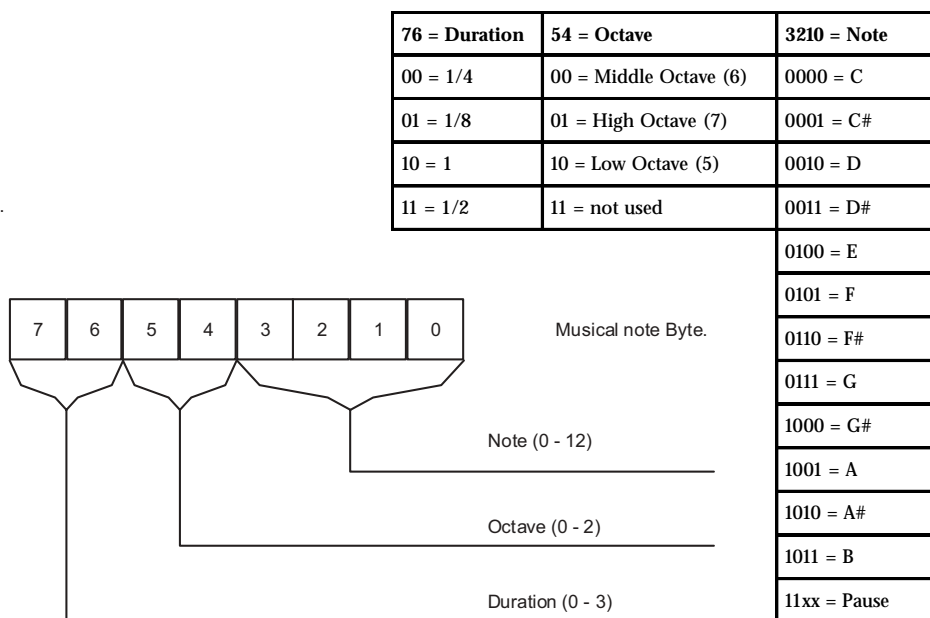 76 = Duration 54 = Octave 3210 = Note
00 = 1/4 00 = Middle Octave (6) 0000 = C
01 = 1/8 01 = High Octave (7) 0001 = C#
10 = 1 10 = Low Octave (5) 0010 = D
11 = 1/2 11 = not used 0011 = D#
.
0100 = E
0101 = F
7 6 5 4 3 2 1 0 Musical note Byte.
0110 = F#
0111 = G
1000 = G#
Note (0 - 12)
1001 = A
1010 = A#
Octave (0 - 2)
1011 = B
Duration (0 - 3) 11xx = Pause